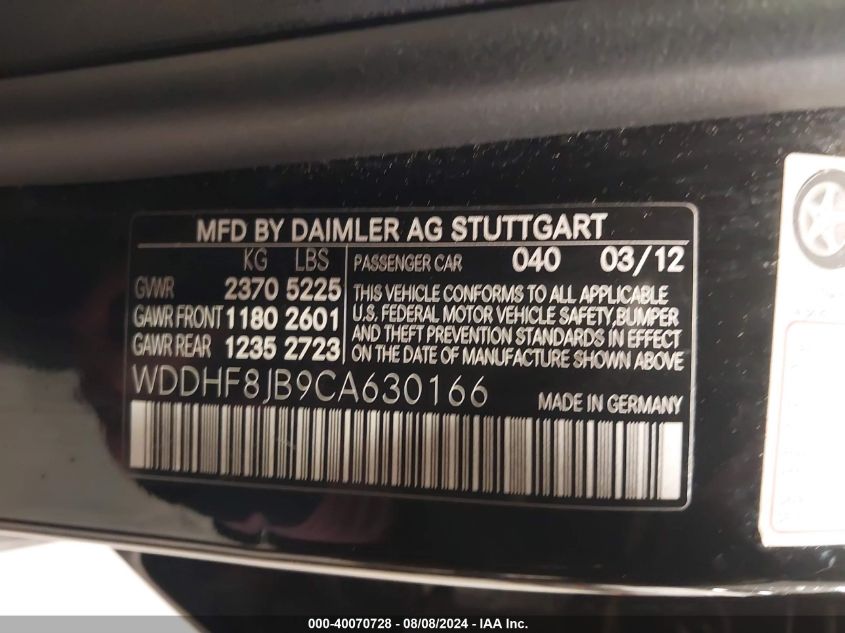 MFD BY DAIMLER AG STUTTGART
KG LBS
GVWR 2370 5225
GAWR FRONT 1180 2601
GAWR REAR 1235 2723
PASSENGER CAR 040 03/12
THIS VEHICLE CONFORMS TO ALL APPLICABLE
U.S. FEDERAL MOTOR VEHICLE SAFETY, BUMPER
AND THEFT PREVENTION STANDARDS IN EFFECT
ON THE DATE OF MANUFACTURE SHOWN ABOVE
WDDHF8JB9CA630166
MADE IN GERMANY
000-40070728 - 08/08/2024 - IAA Inc.